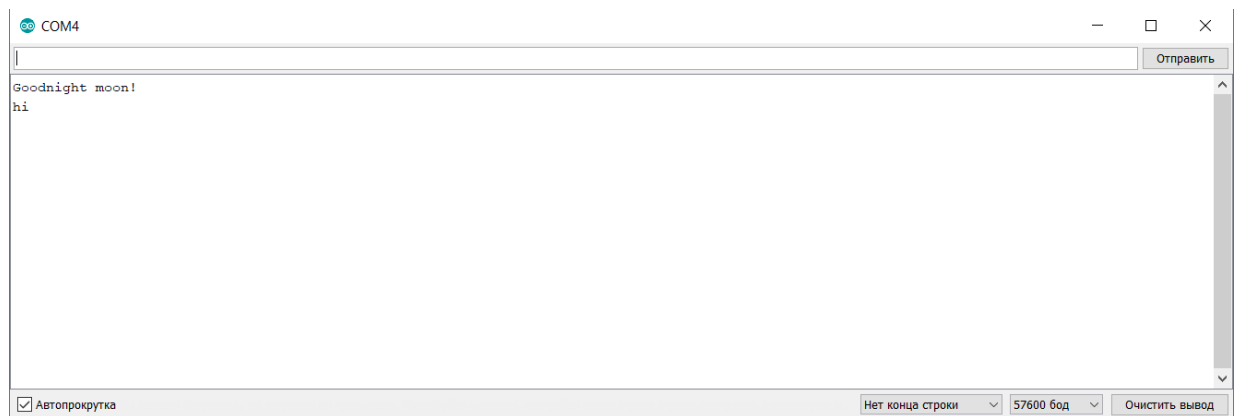 COM4
Отправить
Goodnight moon!
hi
Автопрокрутка
Нет конца строки
57600 бод
Очистить вывод